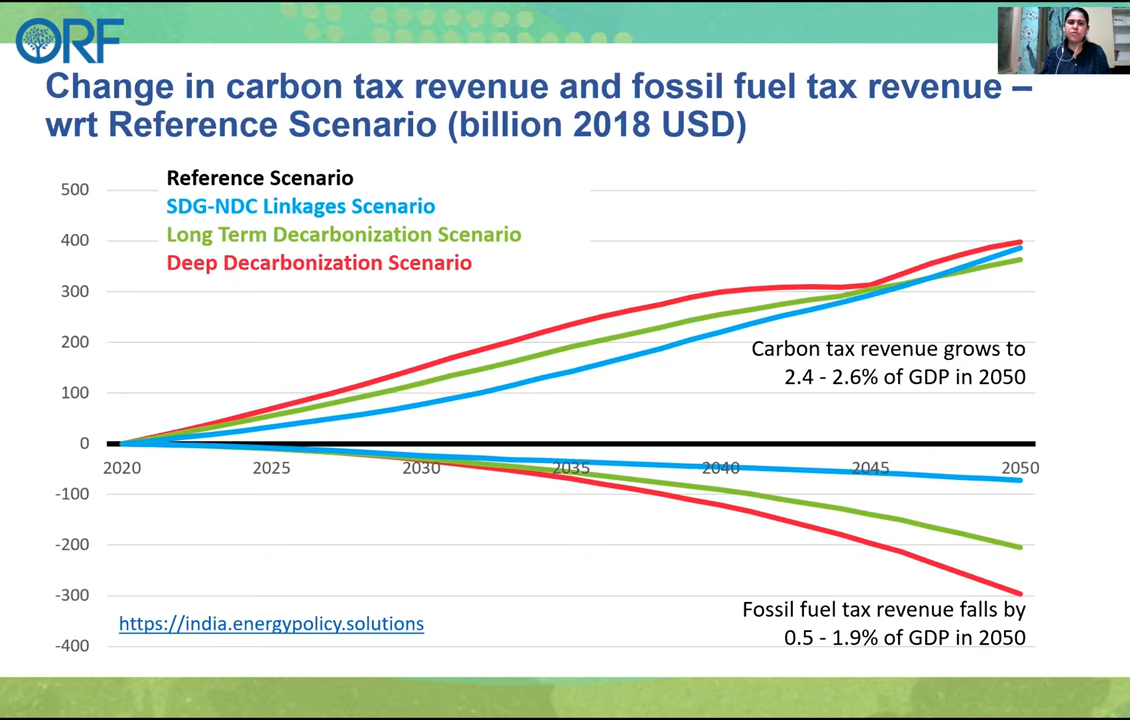 ORF
Change in carbon tax revenue and fossil fuel tax revenue –
wrt Reference Scenario (billion 2018 USD)
Reference Scenario
SDG-NDC Linkages Scenario
Long Term Decarbonization Scenario
Deep Decarbonization Scenario
500
400
300
200
100
0
-100
-200
-300
-400
2020
2025
2030
2035
2040
2045
2050
Carbon tax revenue grows to
2.4 - 2.6% of GDP in 2050
Fossil fuel tax revenue falls by
0.5 - 1.9% of GDP in 2050
https://india.energypolicy.solutions